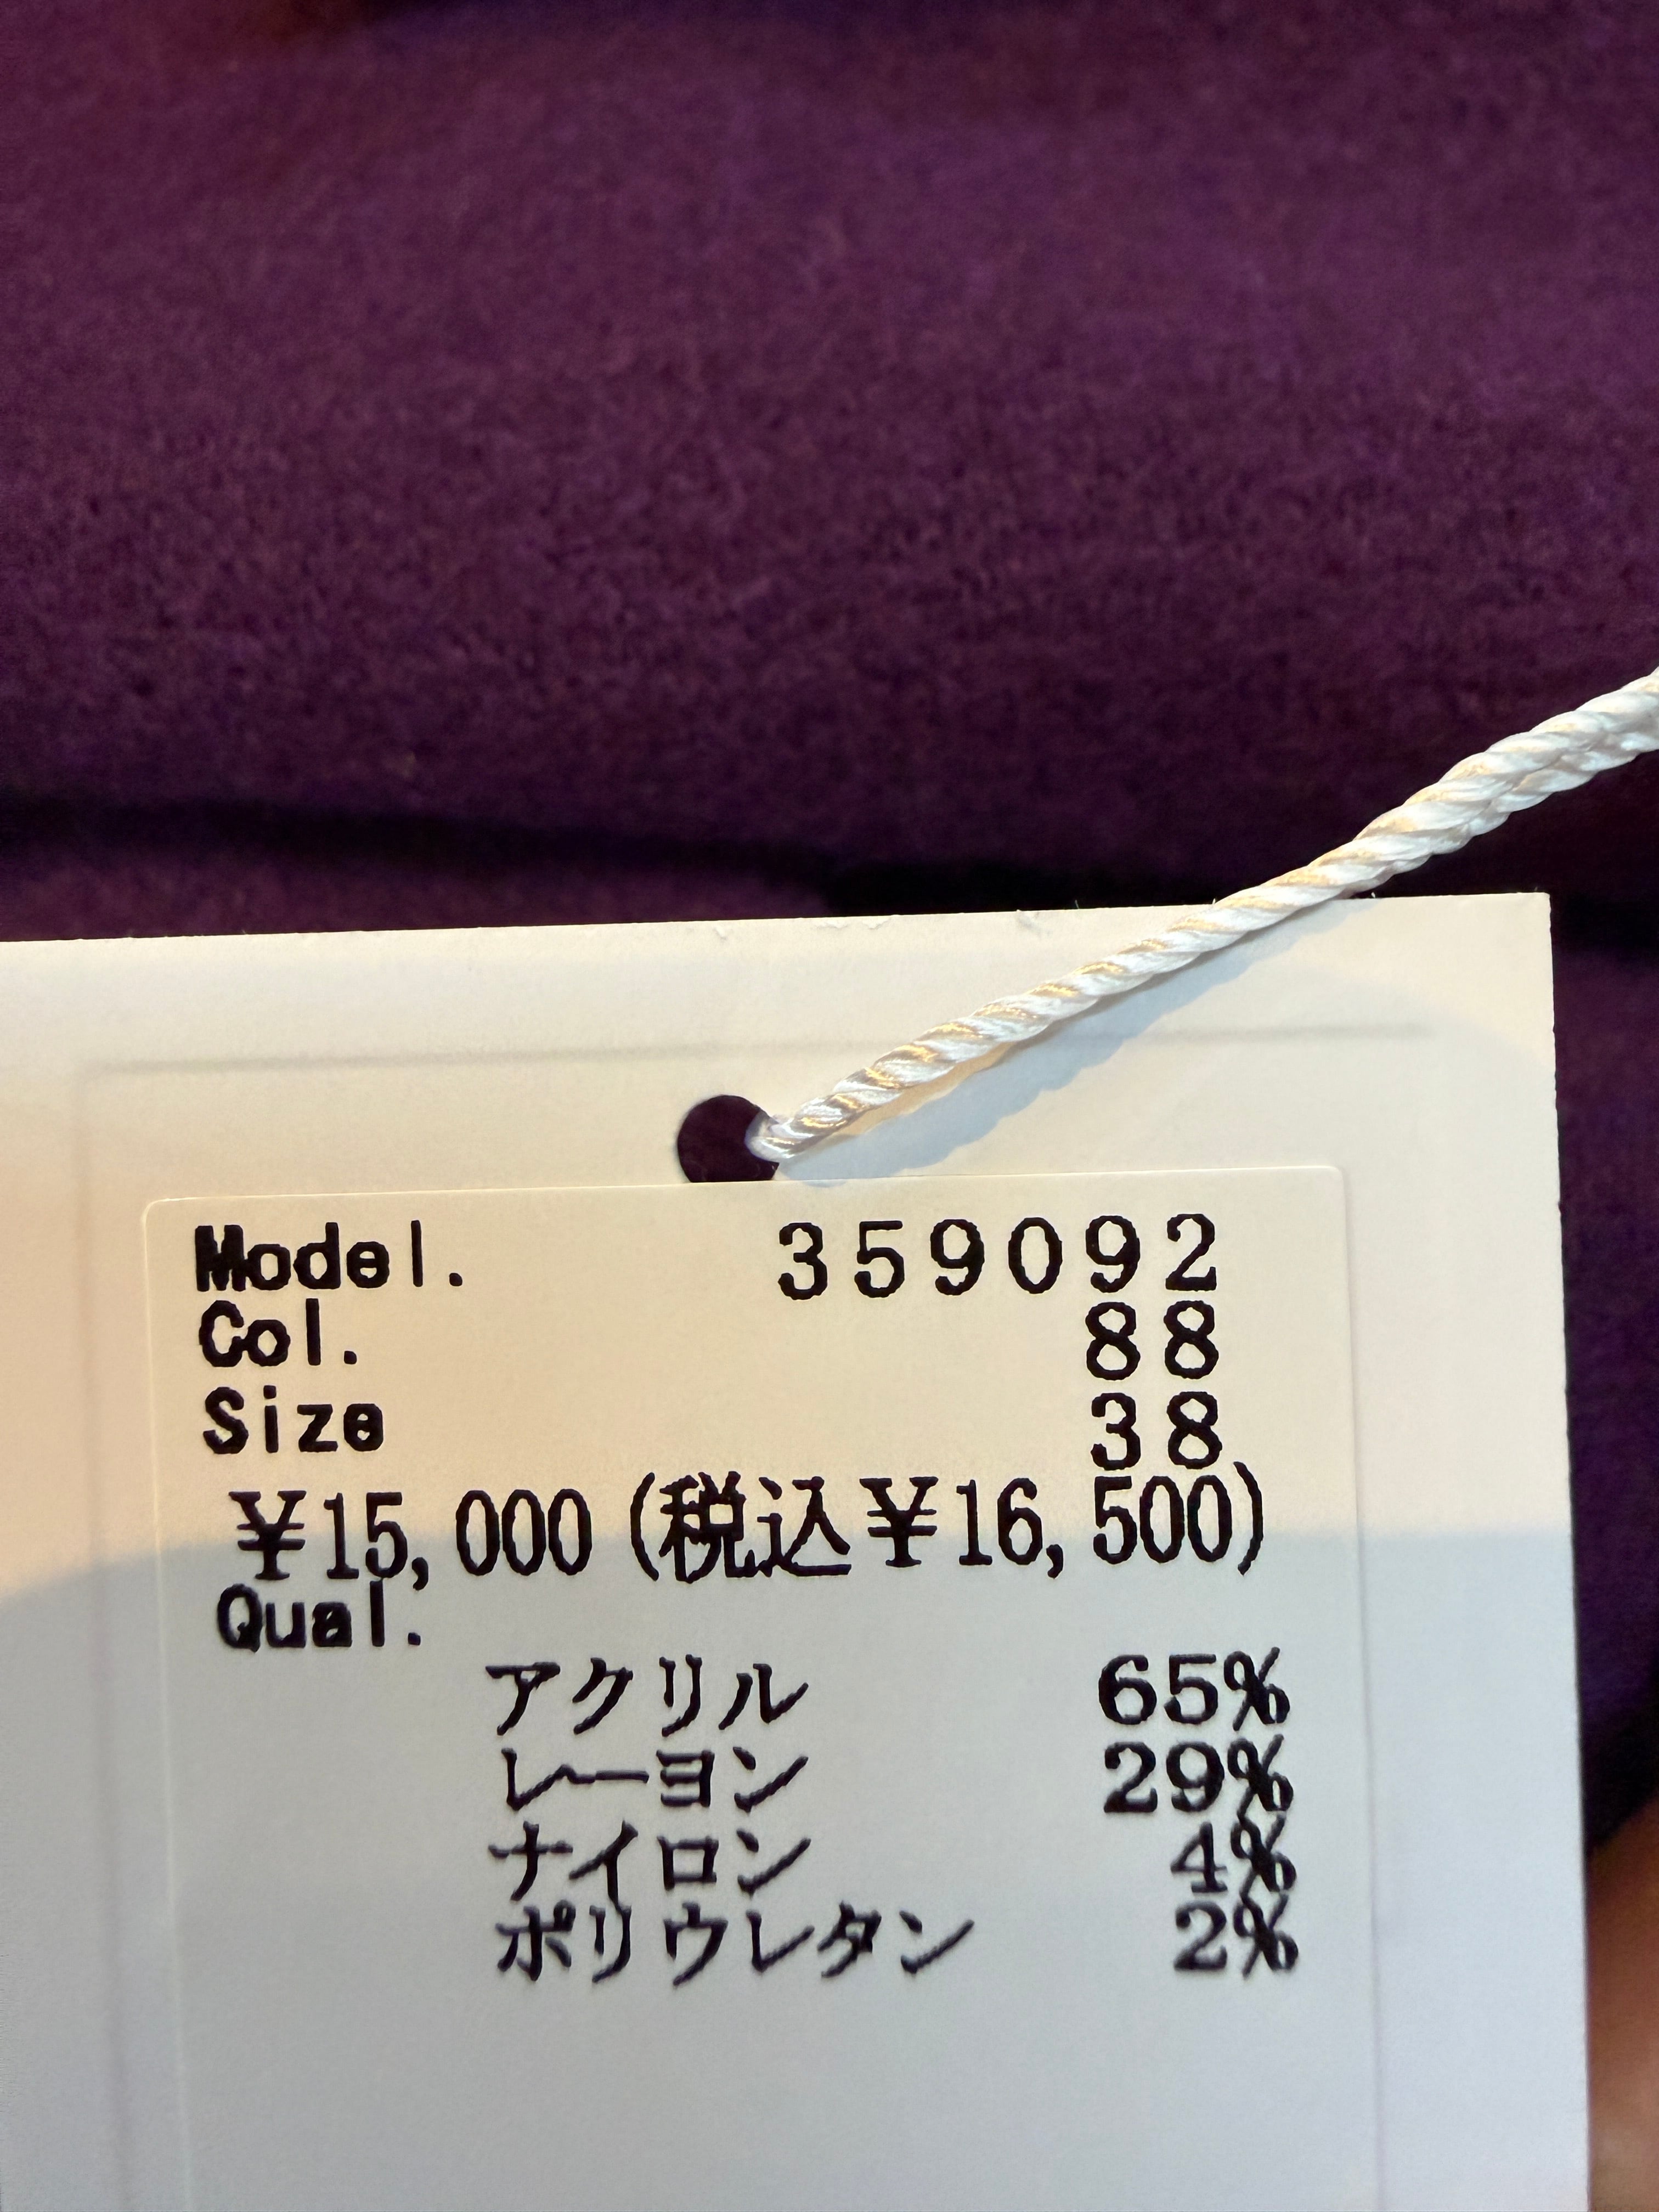 Model. 359092
Col. 88
Size 38
¥15,000(税込¥16,500)
Qual.
アクリル 65%
レーヨン 29%
ナイロン 4%
ポリウレタン 2%